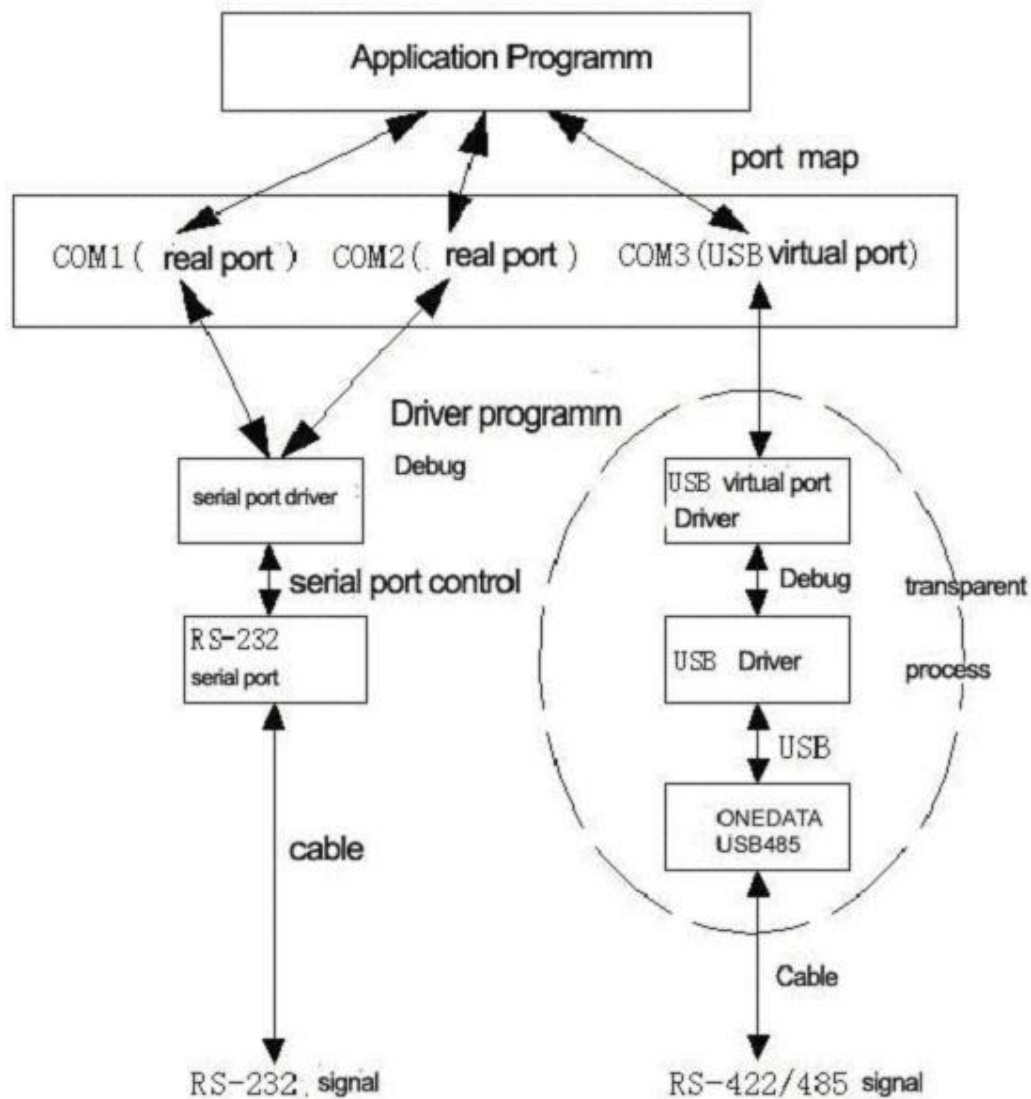 Application Programm
port map
COM1( real port ) COM2( real port ) COM3(USB virtual port)
Driver programm
Debug
serial port driver
USB virtual port
Driver
serial port control
Debug
transparent
RS-232
serial port
USB Driver
process
USB
ONEDATA
USB485
cable
Cable
RS-232 signal
RS-422/485 signal